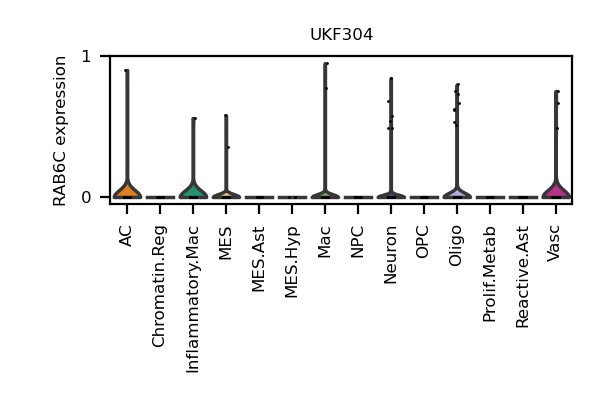 UKF304
RAB6C expression
1
0
AC
Chromatin.Reg
Inflammatory.Mac
MES
MES.Ast
MES.Hyp
Mac
NPC
Neuron
OPC
Oligo
Prolif.Metab
Reactive.Ast
Vasc